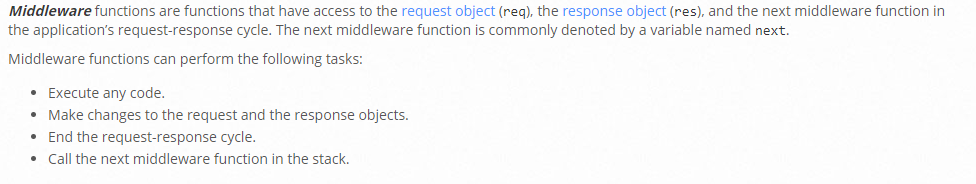 Middleware functions are functions that have access to the request object (req), the response object (res), and the next middleware function in
the application’s request-response cycle. The next middleware function is commonly denoted by a variable named next.
Middleware functions can perform the following tasks:
• Execute any code.
• Make changes to the request and the response objects.
• End the request-response cycle.
• Call the next middleware function in the stack.